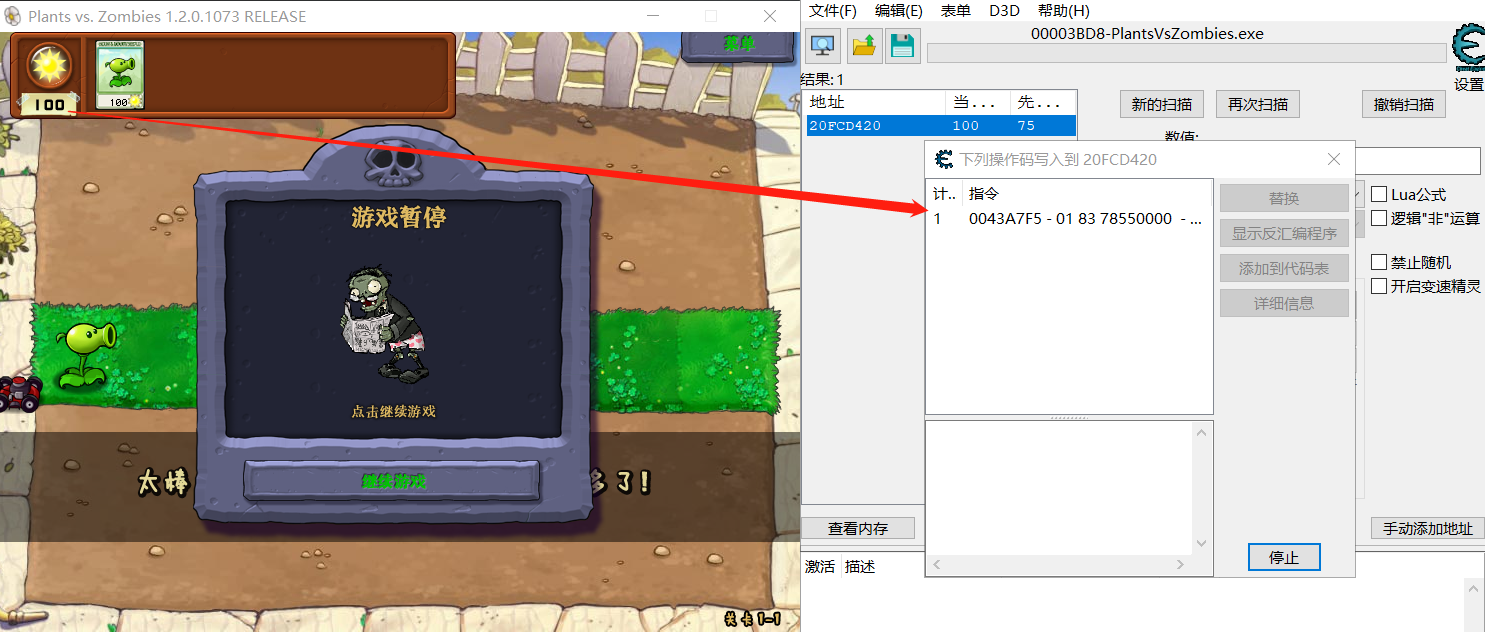 Plants vs. Zombies 1.2.0.1073 RELEASE
菜单
100
100
游戏暂停
点击继续游戏
继续游戏
太棒
多了!
关卡 1-1
文件(F) 编辑(E) 表单 D3D 帮助(H)
00003BD8-PlantsVsZombies.exe
设置
结果: 1
地址 当... 先...
20FCD420 100 75
新的扫描 再次扫描 撤销扫描
数值:
下列操作码写入到 20FCD420
计.. 指令
1 0043A7F5 - 01 83 78550000 - ...
替换
显示反汇编程序
添加到代码表
详细信息
停止
Lua公式
逻辑"非"运算
禁止随机
开启变速精灵
查看内存
手动添加地址
激活 描述